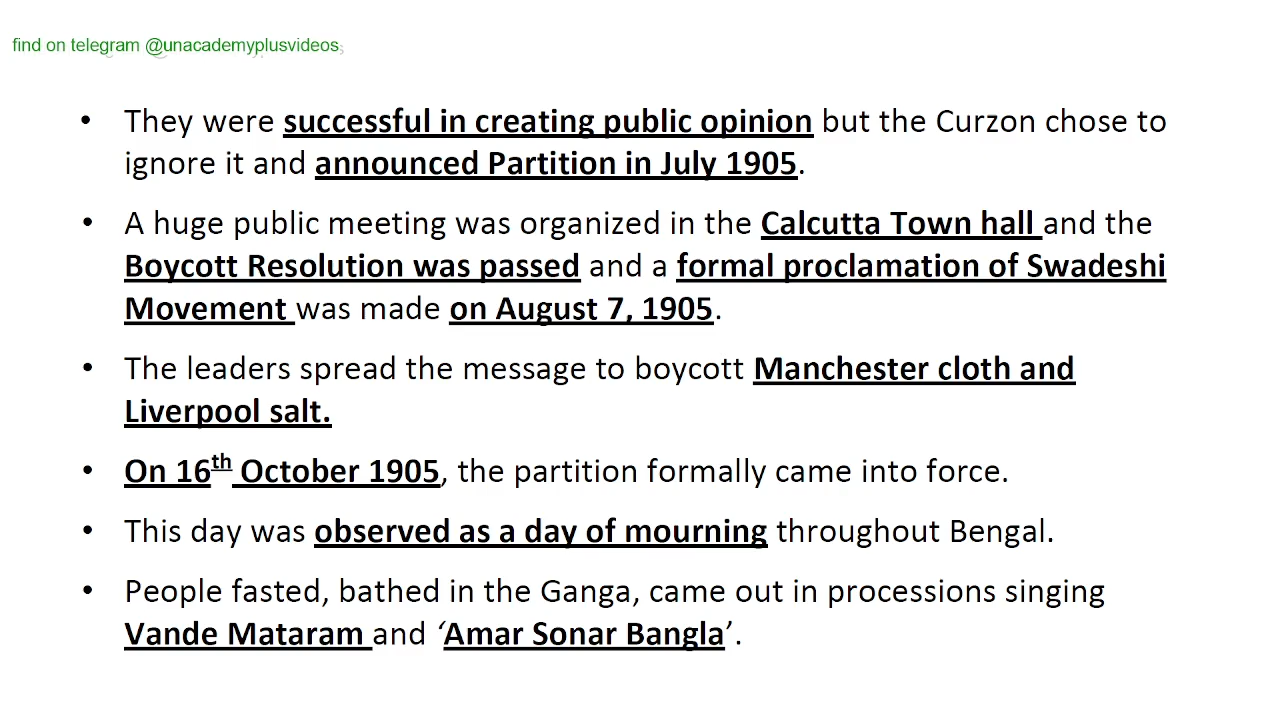 find on telegram @unacademyplusvideos
• They were successful in creating public opinion but the Curzon chose to
ignore it and announced Partition in July 1905.
• A huge public meeting was organized in the Calcutta Town hall and the
Boycott Resolution was passed and a formal proclamation of Swadeshi
Movement was made on August 7, 1905.
• The leaders spread the message to boycott Manchester cloth and
Liverpool salt.
• On 16th October 1905, the partition formally came into force.
• This day was observed as a day of mourning throughout Bengal.
• People fasted, bathed in the Ganga, came out in processions singing
Vande Mataram and ‘Amar Sonar Bangla’.